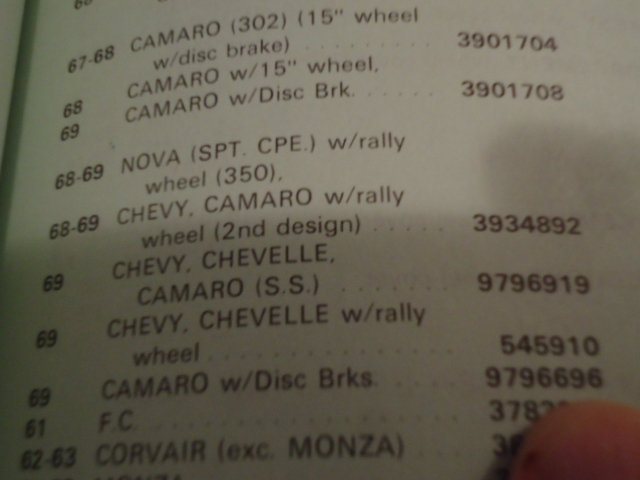 67-68 CAMARO (302) (15" wheel
w/disc brake) . . . . . . . . . 3901704
68 CAMARO w/15" wheel,
69 CAMARO w/Disc Brk. . . . . . 3901708
68-69 NOVA (SPT. CPE.) w/rally
wheel (350),
68-69 CHEVY, CAMARO w/rally
wheel (2nd design) . . . . . 3934892
69 CHEVY, CHEVELLE,
CAMARO (S.S.) . . . . . . . 9796919
69 CHEVY, CHEVELLE w/rally
wheel . . . . . . . . . . . . . . 545910
69 CAMARO w/Disc Brks. . . . . 9796696
61 F.C. . . . . . . . . . . . . . . . . .
62-63 CORVAIR (exc. MONZA) . . .